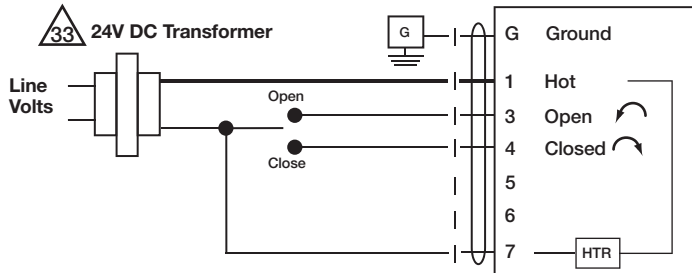 33 24V DC Transformer
Line
Volts
Open
Close
G
G Ground
1 Hot
3 Open
4 Closed
5
6
7 HTR